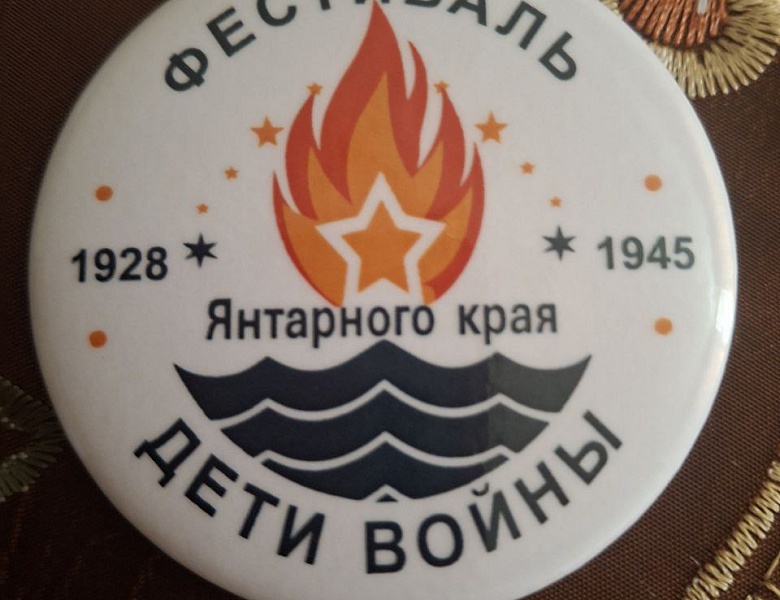 ФЕСТИВАЛЬ
1928 1945
Янтарного края
ДЕТИ ВОЙНЫ